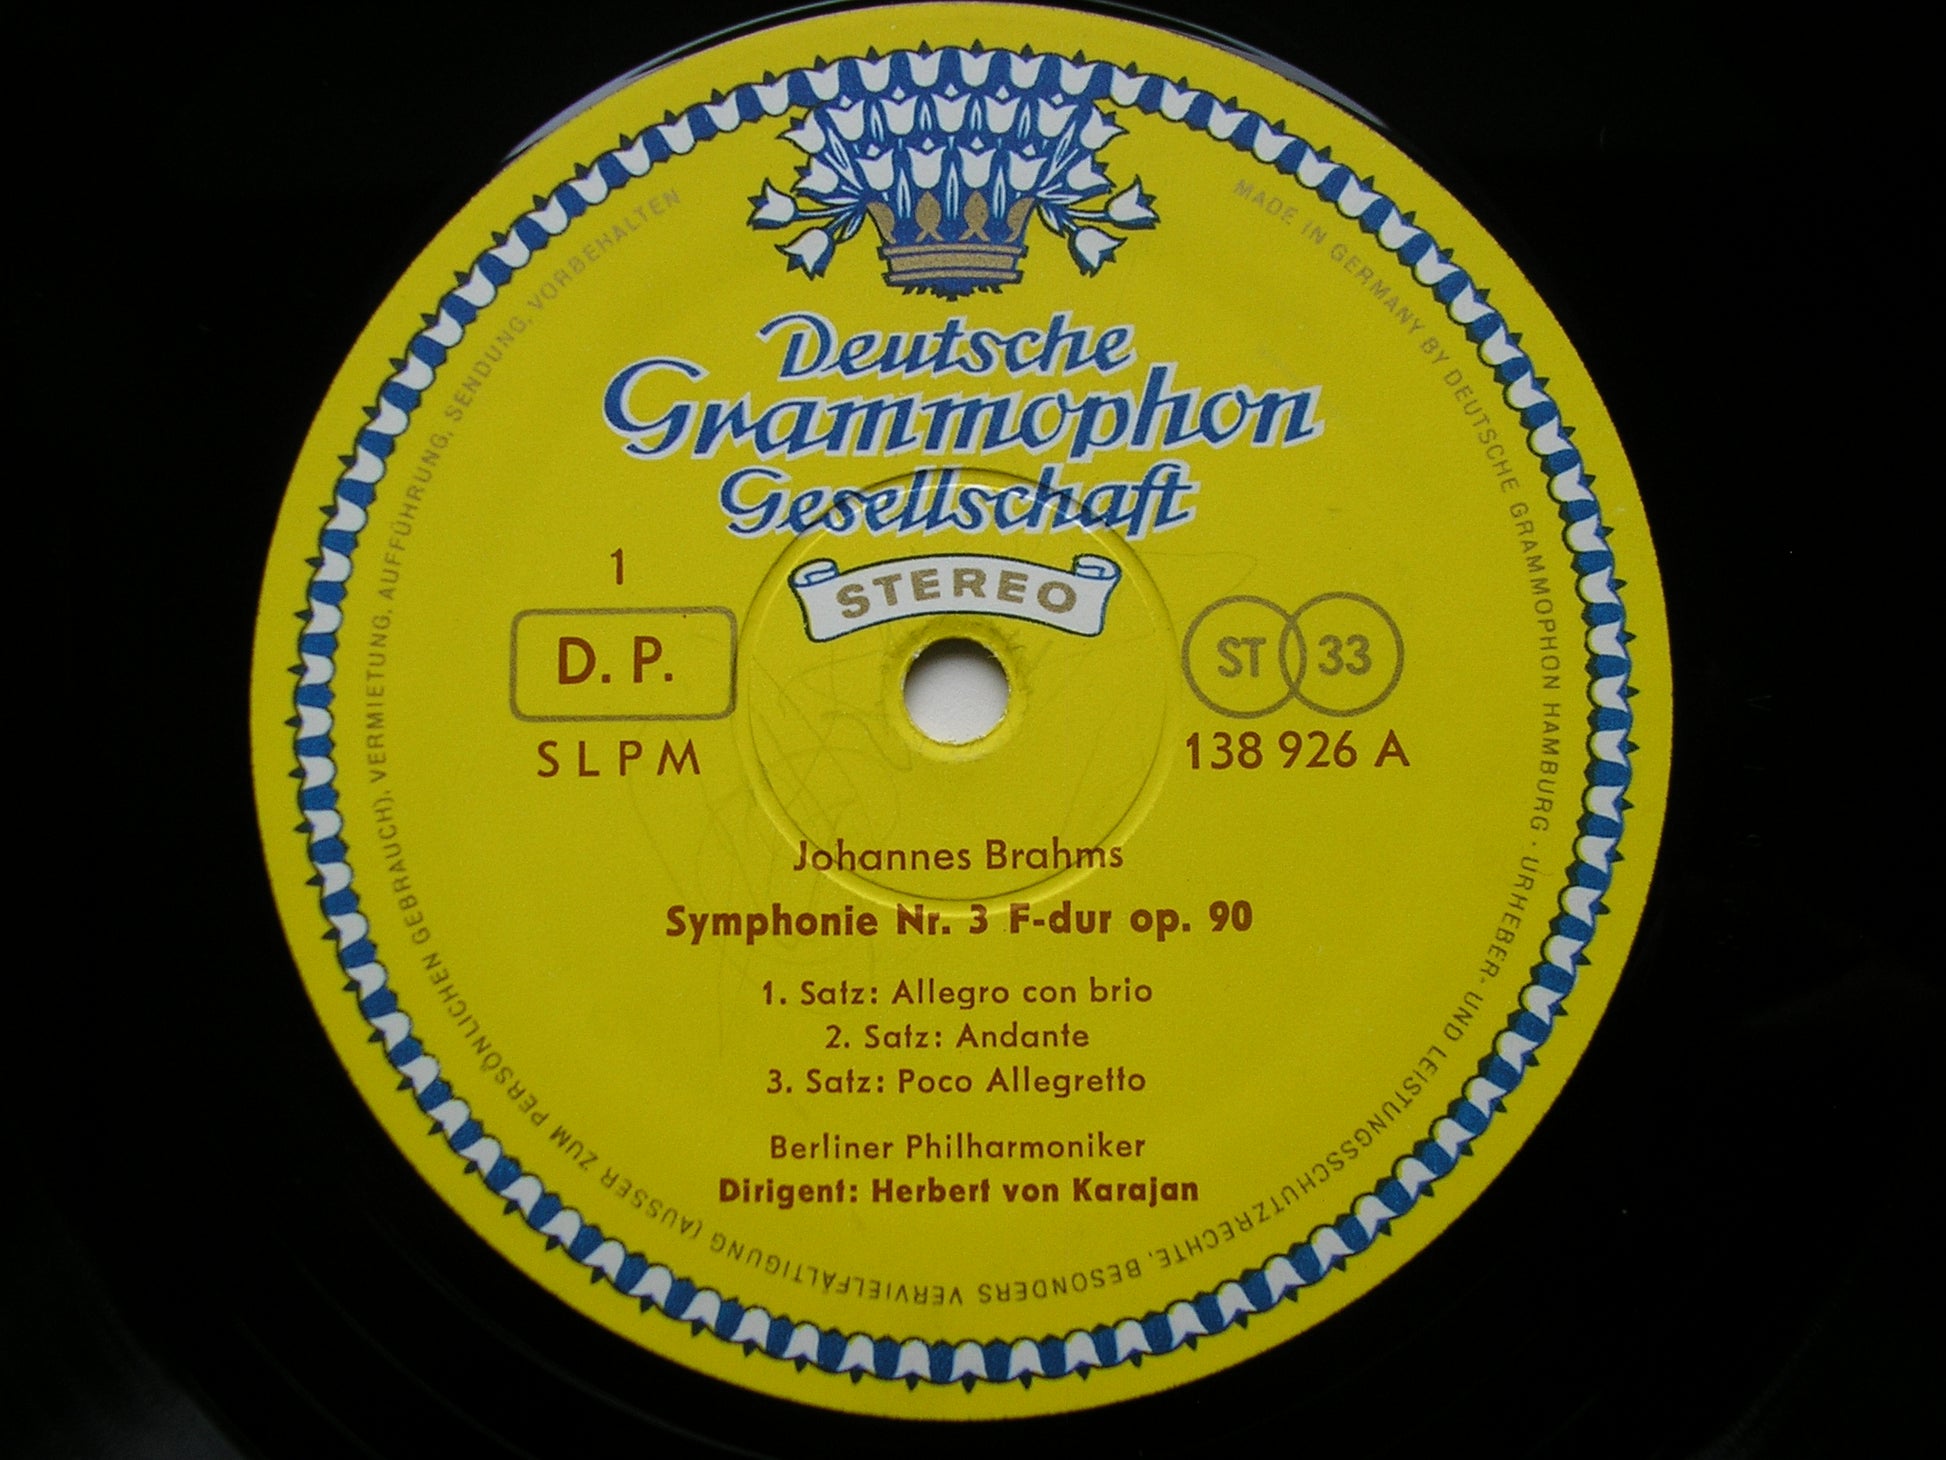 Deutsche
Grammophon
Gesellschaft
STEREO
1
D. P.
SLPM
ST 33
138 926 A
Johannes Brahms
Symphonie Nr. 3 F-dur op. 90
1. Satz: Allegro con brio
2. Satz: Andante
3. Satz: Poco Allegretto
Berliner Philharmoniker
Dirigent: Herbert von Karajan
MADE IN GERMANY BY DEUTSCHE GRAMMOPHON HAMBURG · URHEBER- UND LEISTUNGSSCHUTZRECHTE, BESONDERS VERVIELFÄLTIGUNG (AUSSER ZUM PERSÖNLICHEN GEBRAUCH), VERMIETUNG, AUFFÜHRUNG, SENDUNG, VORBEHALTEN